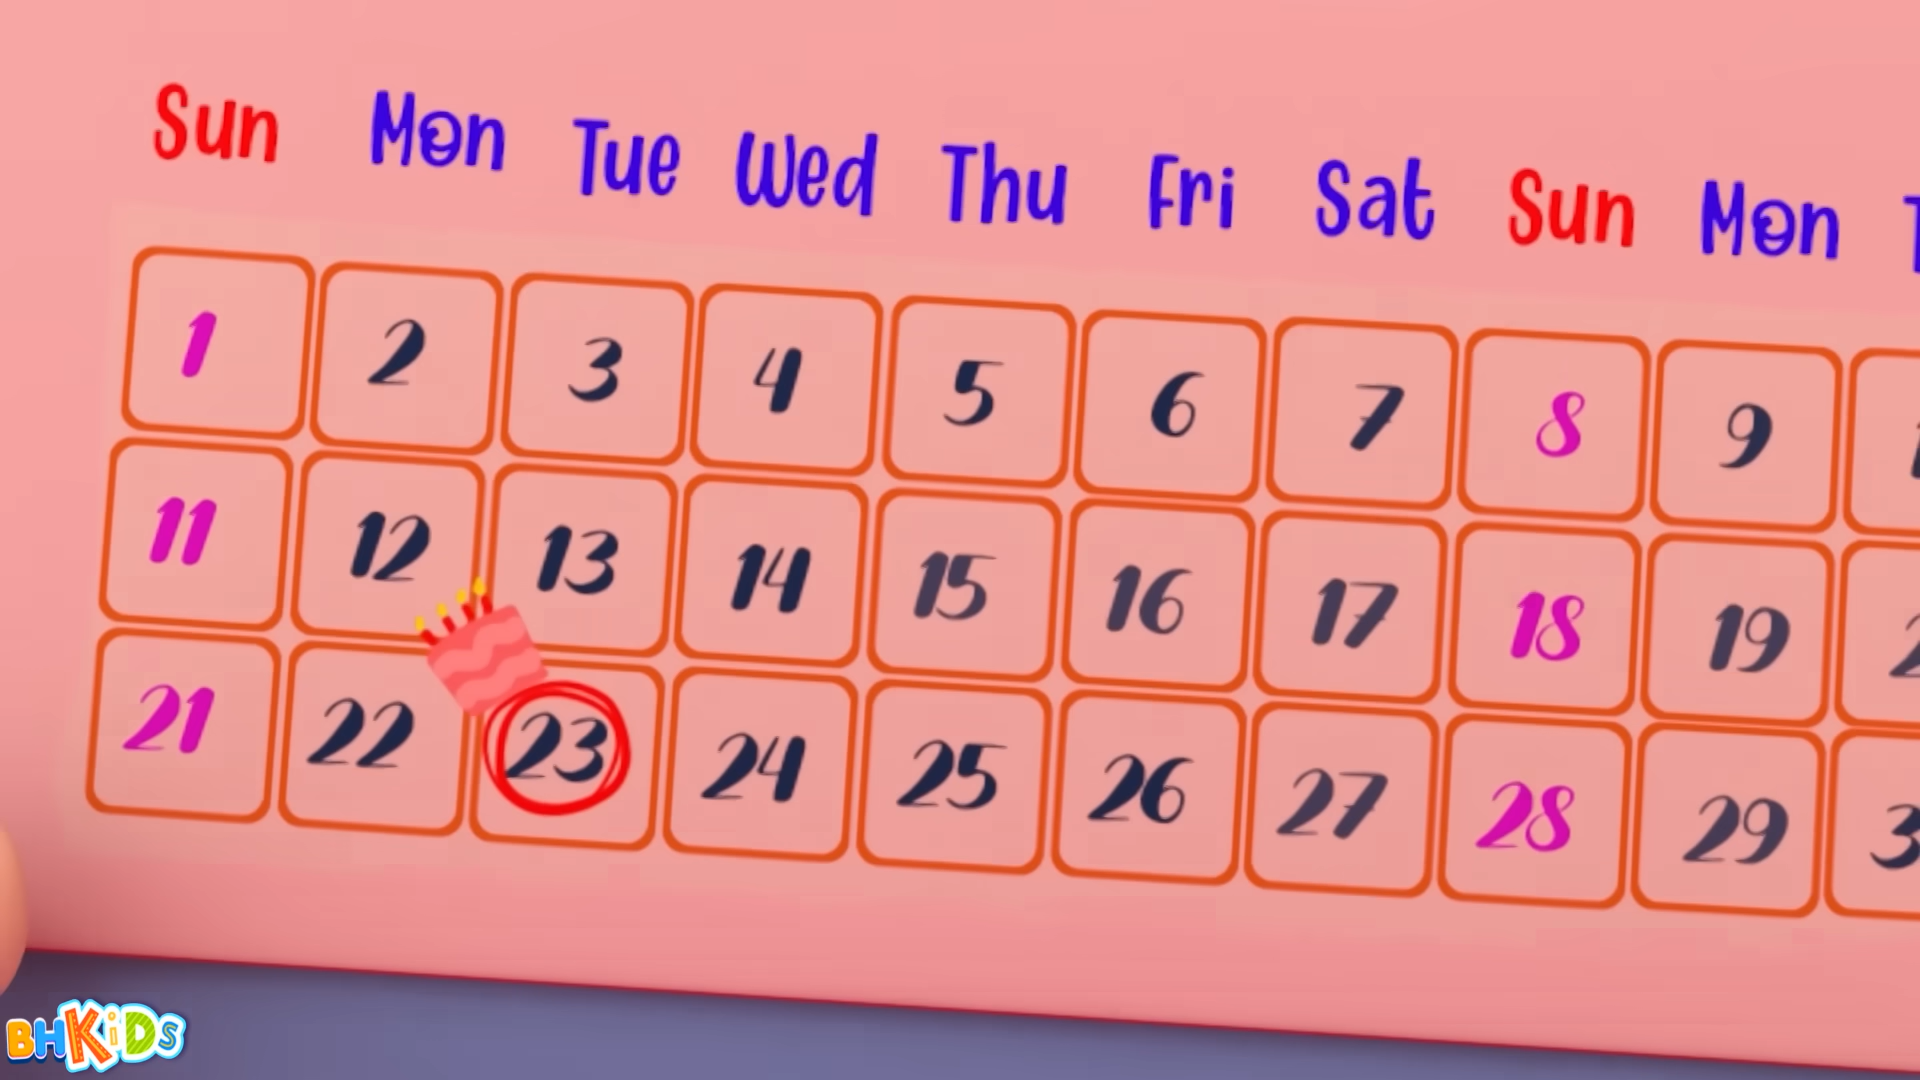 Sun Mon Tue Wed Thu Fri Sat Sun Mon
1 2 3 4 5 6 7 8 9
11 12 13 14 15 16 17 18 19
21 22 23 24 25 26 27 28 29
BHKiDS